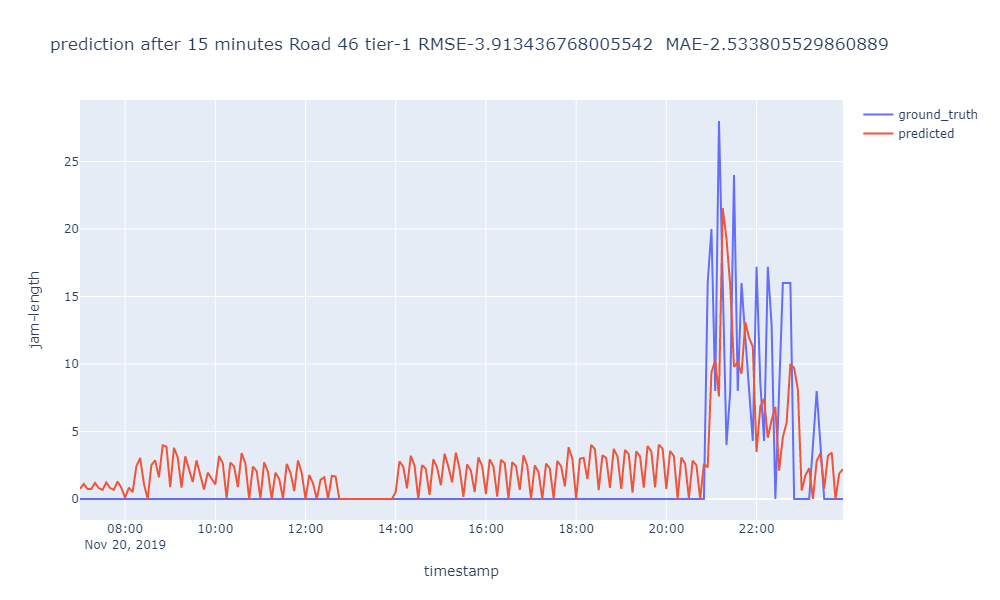 prediction after 15 minutes Road 46 tier-1 RMSE-3.913436768005542  MAE-2.533805529860889
ground_truth
predicted
25
20
15
10
5
0
jam-length
08:00
10:00
12:00
14:00
16:00
18:00
20:00
22:00
Nov 20, 2019
timestamp